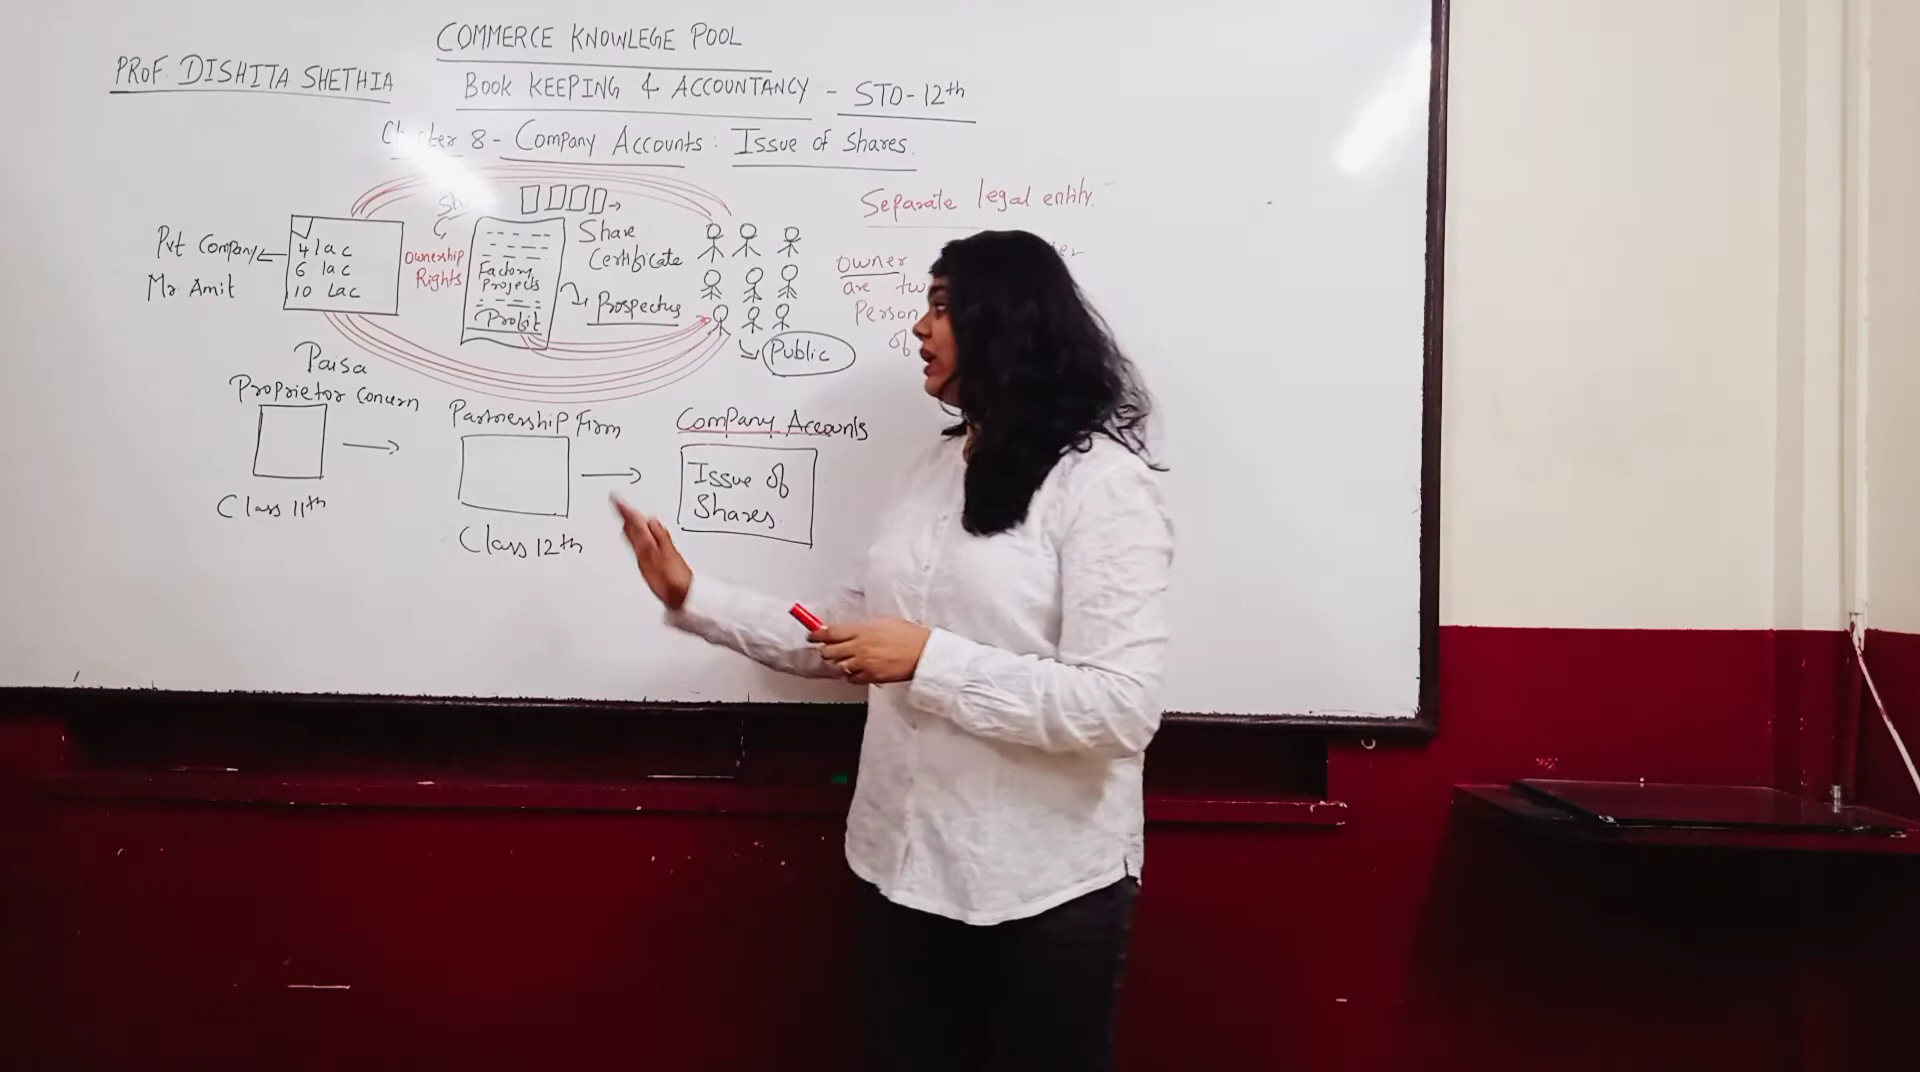 COMMERCE KNOWLEGE POOL
PROF. DISHITA SHETHIA
BOOK KEEPING & ACCOUNTANCY - STD-12th
Chapter 8 - Company Accounts : Issue of Shares.
Separate legal entity.
Pvt Company
Mr Amit
4 lac
6 lac
10 Lac
Ownership
Rights
Factory
Projects
Profit
Share
Certificate
Prospectus
Public
owner
are
Person
of
Paisa
Proprietor Concern
Class 11th
Partnership Firm
Class 12th
Company Accounts
Issue of
Shares